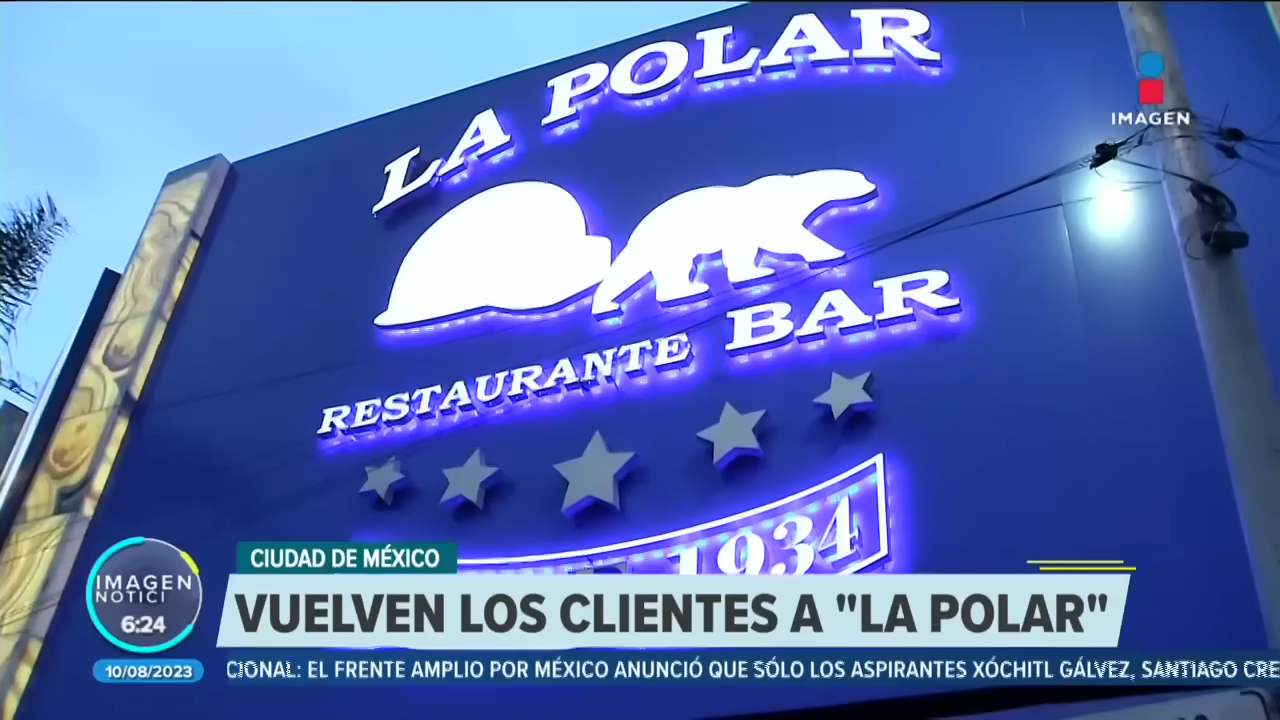 LA POLAR
IMAGEN
RESTAURANTE BAR
1934
CIUDAD DE MÉXICO
IMAGEN
NOTICI
6:24
VUELVEN LOS CLIENTES A "LA POLAR"
10/08/2023
CIONAL: EL FRENTE AMPLIO POR MÉXICO ANUNCIÓ QUE SÓLO LOS ASPIRANTES XÓCHITL GÁLVEZ, SANTIAGO CRE